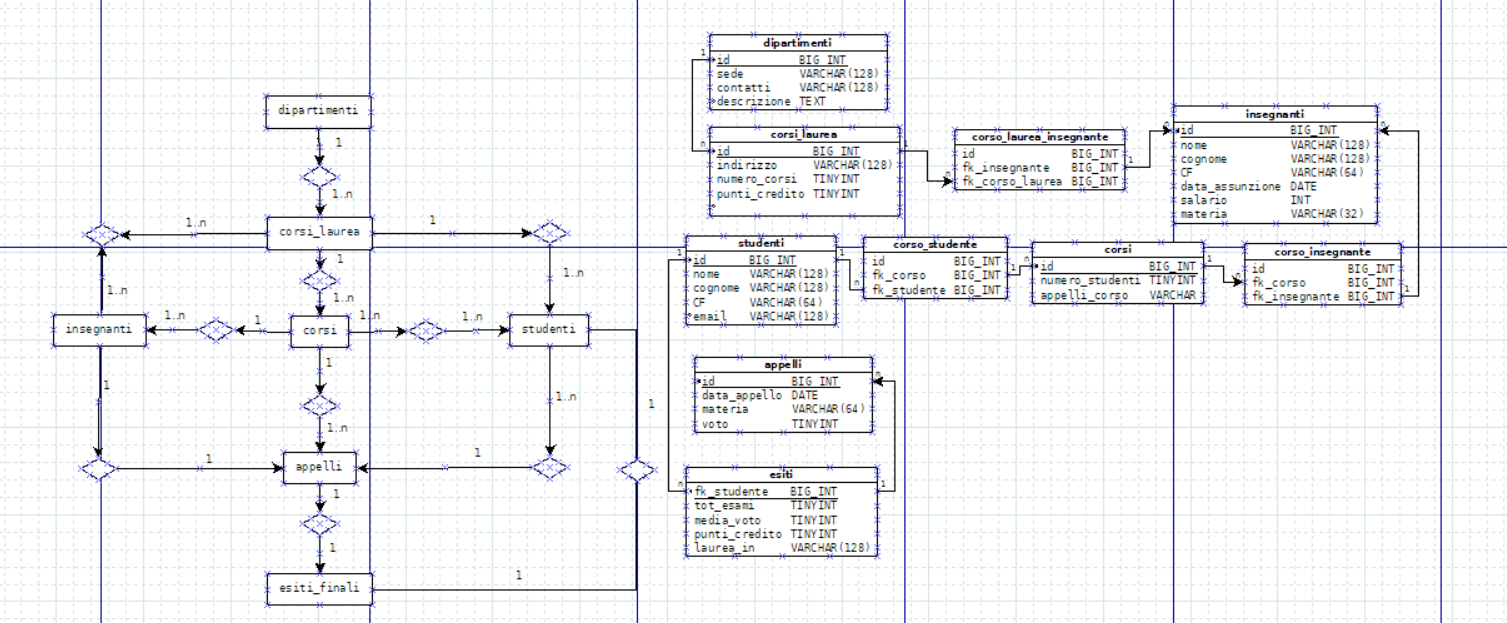 dipartimenti
1
1..n
corsi_laurea
1..n
1
1
1..n
1..n
1..n
insegnanti
1..n
1
corsi
1..n
1..n
studenti
1
1
1..n
1..n
1
1
1
appelli
1
1
esiti_finali
1
dipartimenti
1
id BIG_INT
sede VARCHAR(128)
contatti VARCHAR(128)
descrizione TEXT
corsi_laurea
n
id BIG_INT
1
indirizzo VARCHAR(128)
numero_corsi TINYINT
punti_credito TINYINT
corso_laurea_insegnante
id BIG_INT
fk_insegnante BIG_INT
1
n
fk_corso_laurea BIG_INT
insegnanti
n
id BIG_INT
n
nome VARCHAR(128)
cognome VARCHAR(128)
CF VARCHAR(64)
data_assunzione DATE
salario INT
materia VARCHAR(32)
studenti
1
id BIG_INT
1
nome VARCHAR(128)
cognome VARCHAR(128)
CF VARCHAR(64)
email VARCHAR(128)
corso_studente
id BIG_INT
fk_corso BIG_INT
1
n
fk_studente BIG_INT
corsi
n
id BIG_INT
1
numero_studenti TINYINT
appelli_corso VARCHAR
corso_insegnante
id BIG_INT
n
fk_corso BIG_INT
fk_insegnante BIG_INT
1
appelli
id BIG_INT
n
data_appello DATE
materia VARCHAR(64)
voto TINYINT
esiti
n
fk_studente BIG_INT
1
tot_esami TINYINT
media_voto TINYINT
punti_credito TINYINT
laurea_in VARCHAR(128)